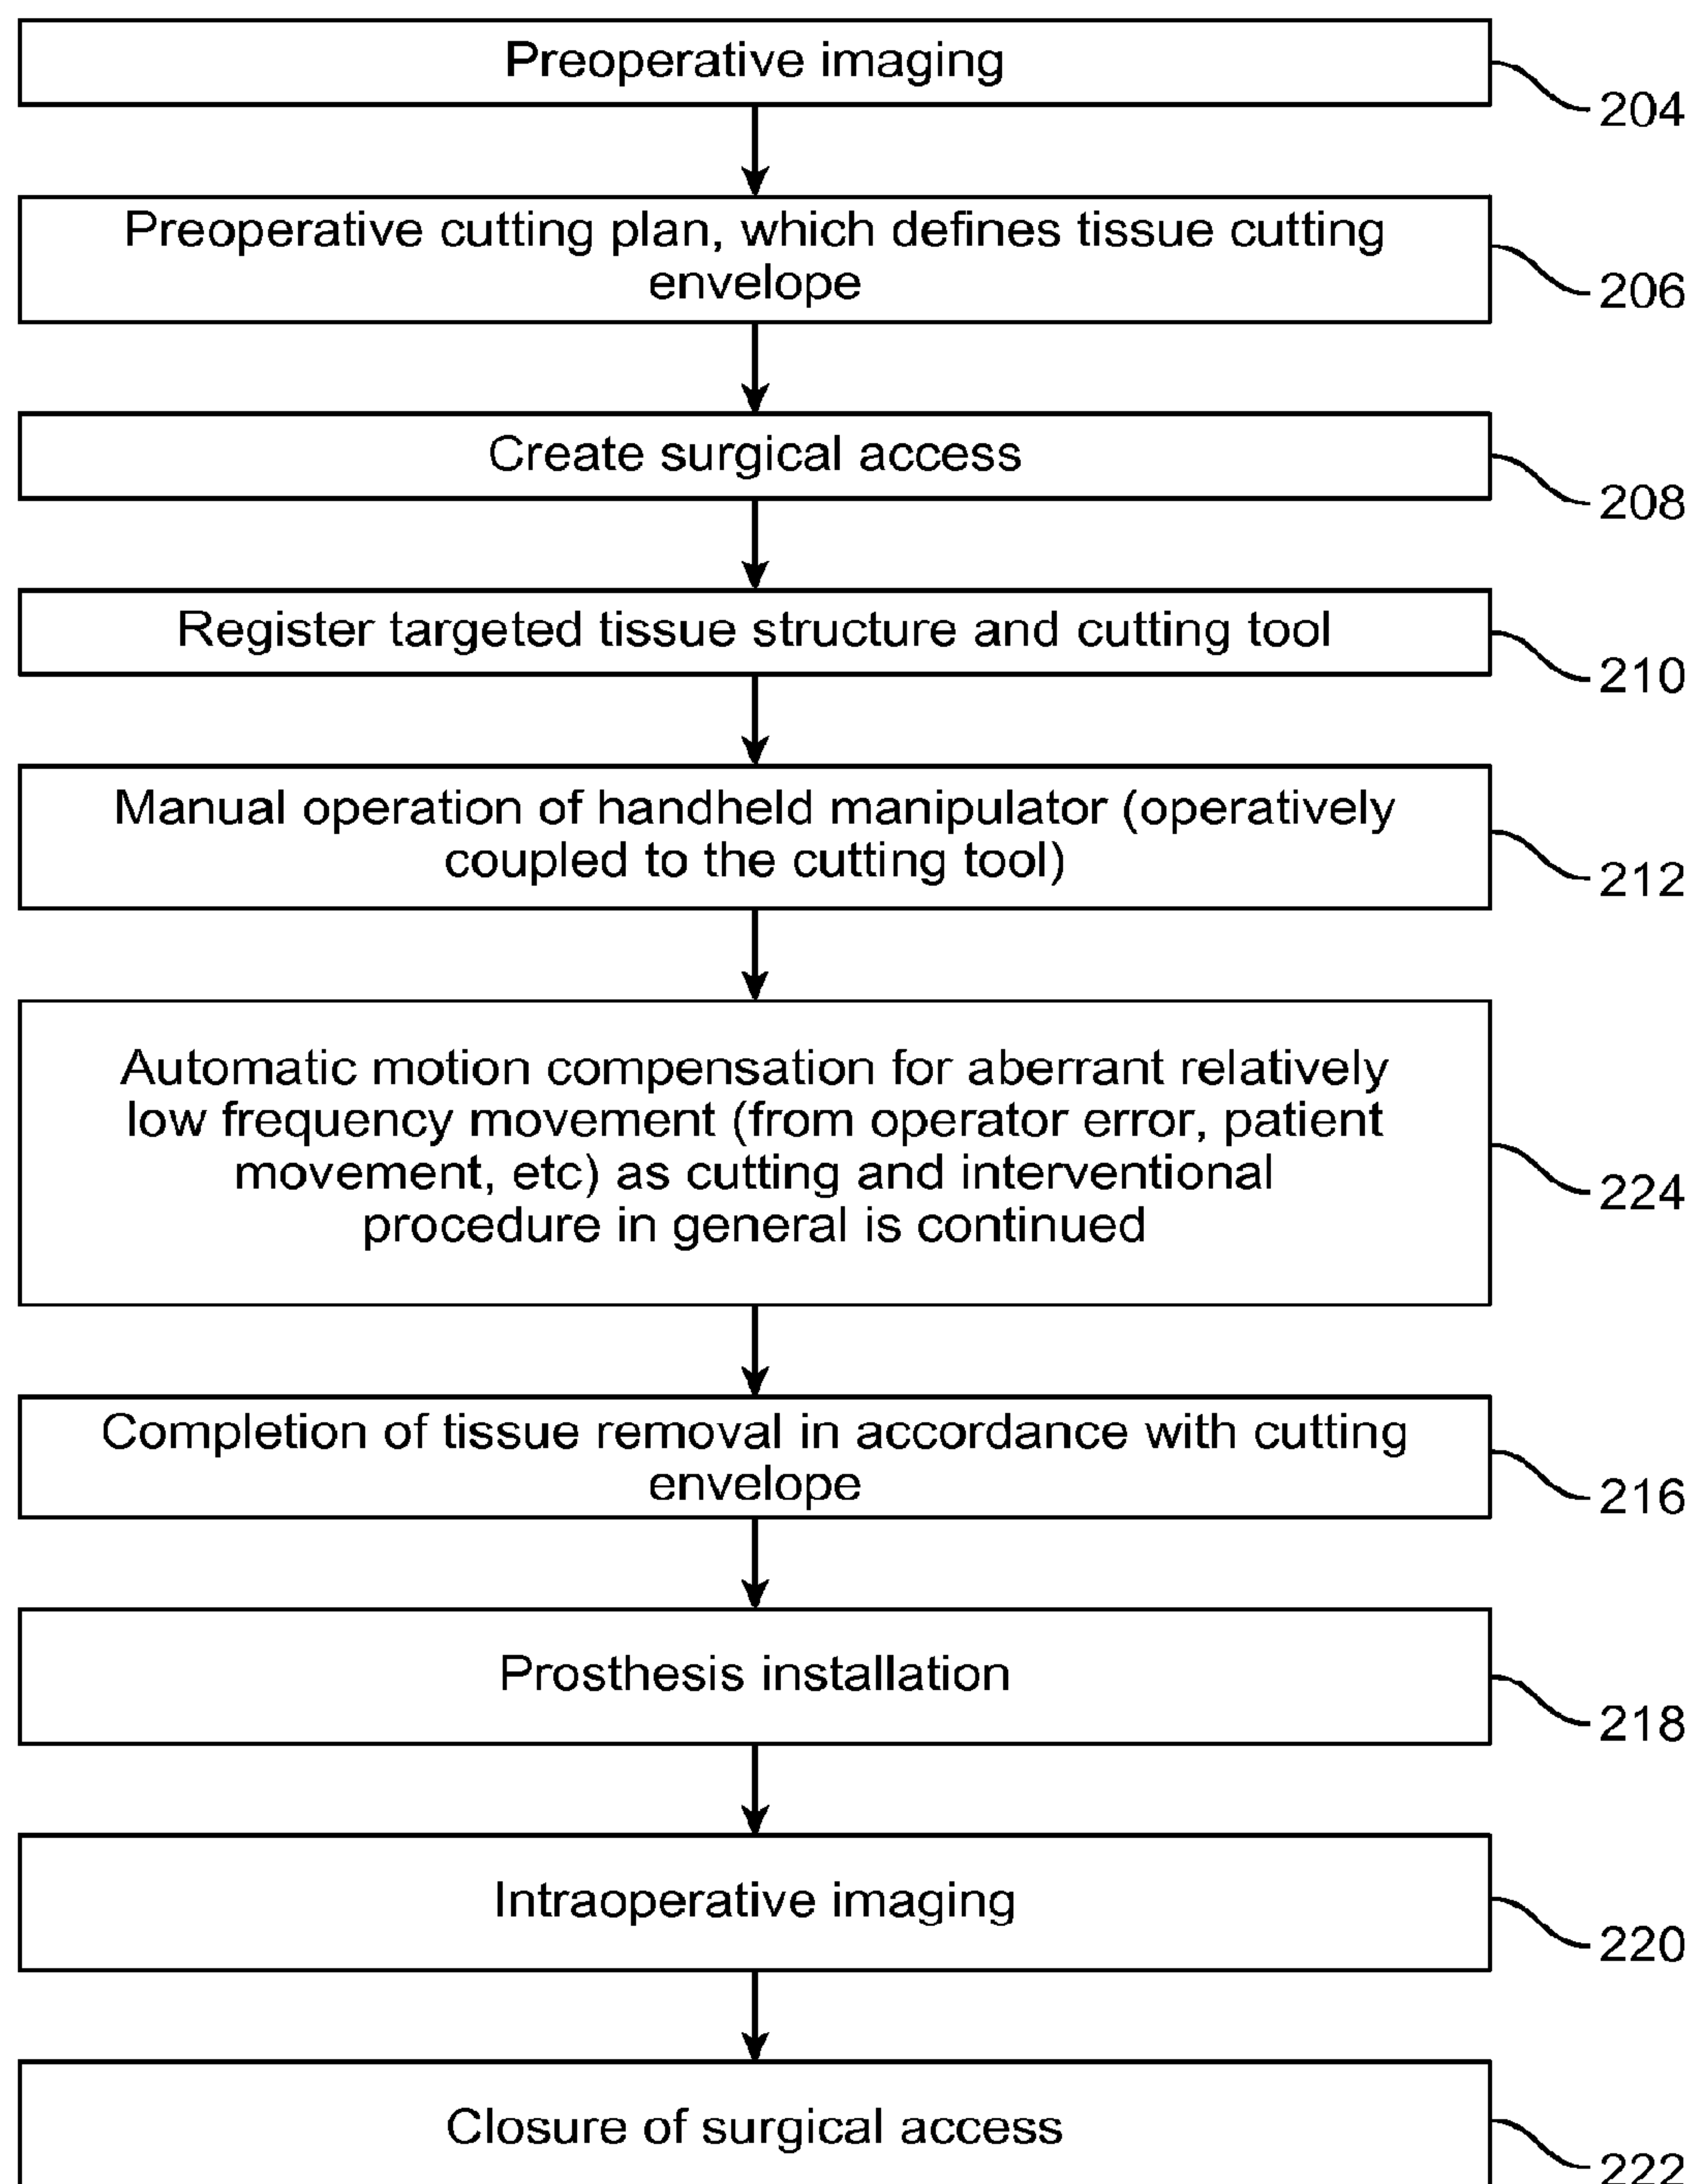 Preoperative imaging
204
Preoperative cutting plan, which defines tissue cutting
envelope
206
Create surgical access
208
Register targeted tissue structure and cutting tool
210
Manual operation of handheld manipulator (operatively
coupled to the cutting tool)
212
Automatic motion compensation for aberrant relatively
low frequency movement (from operator error, patient
movement, etc) as cutting and interventional
procedure in general is continued
224
Completion of tissue removal in accordance with cutting
envelope
216
Prosthesis installation
218
Intraoperative imaging
220
Closure of surgical access
222